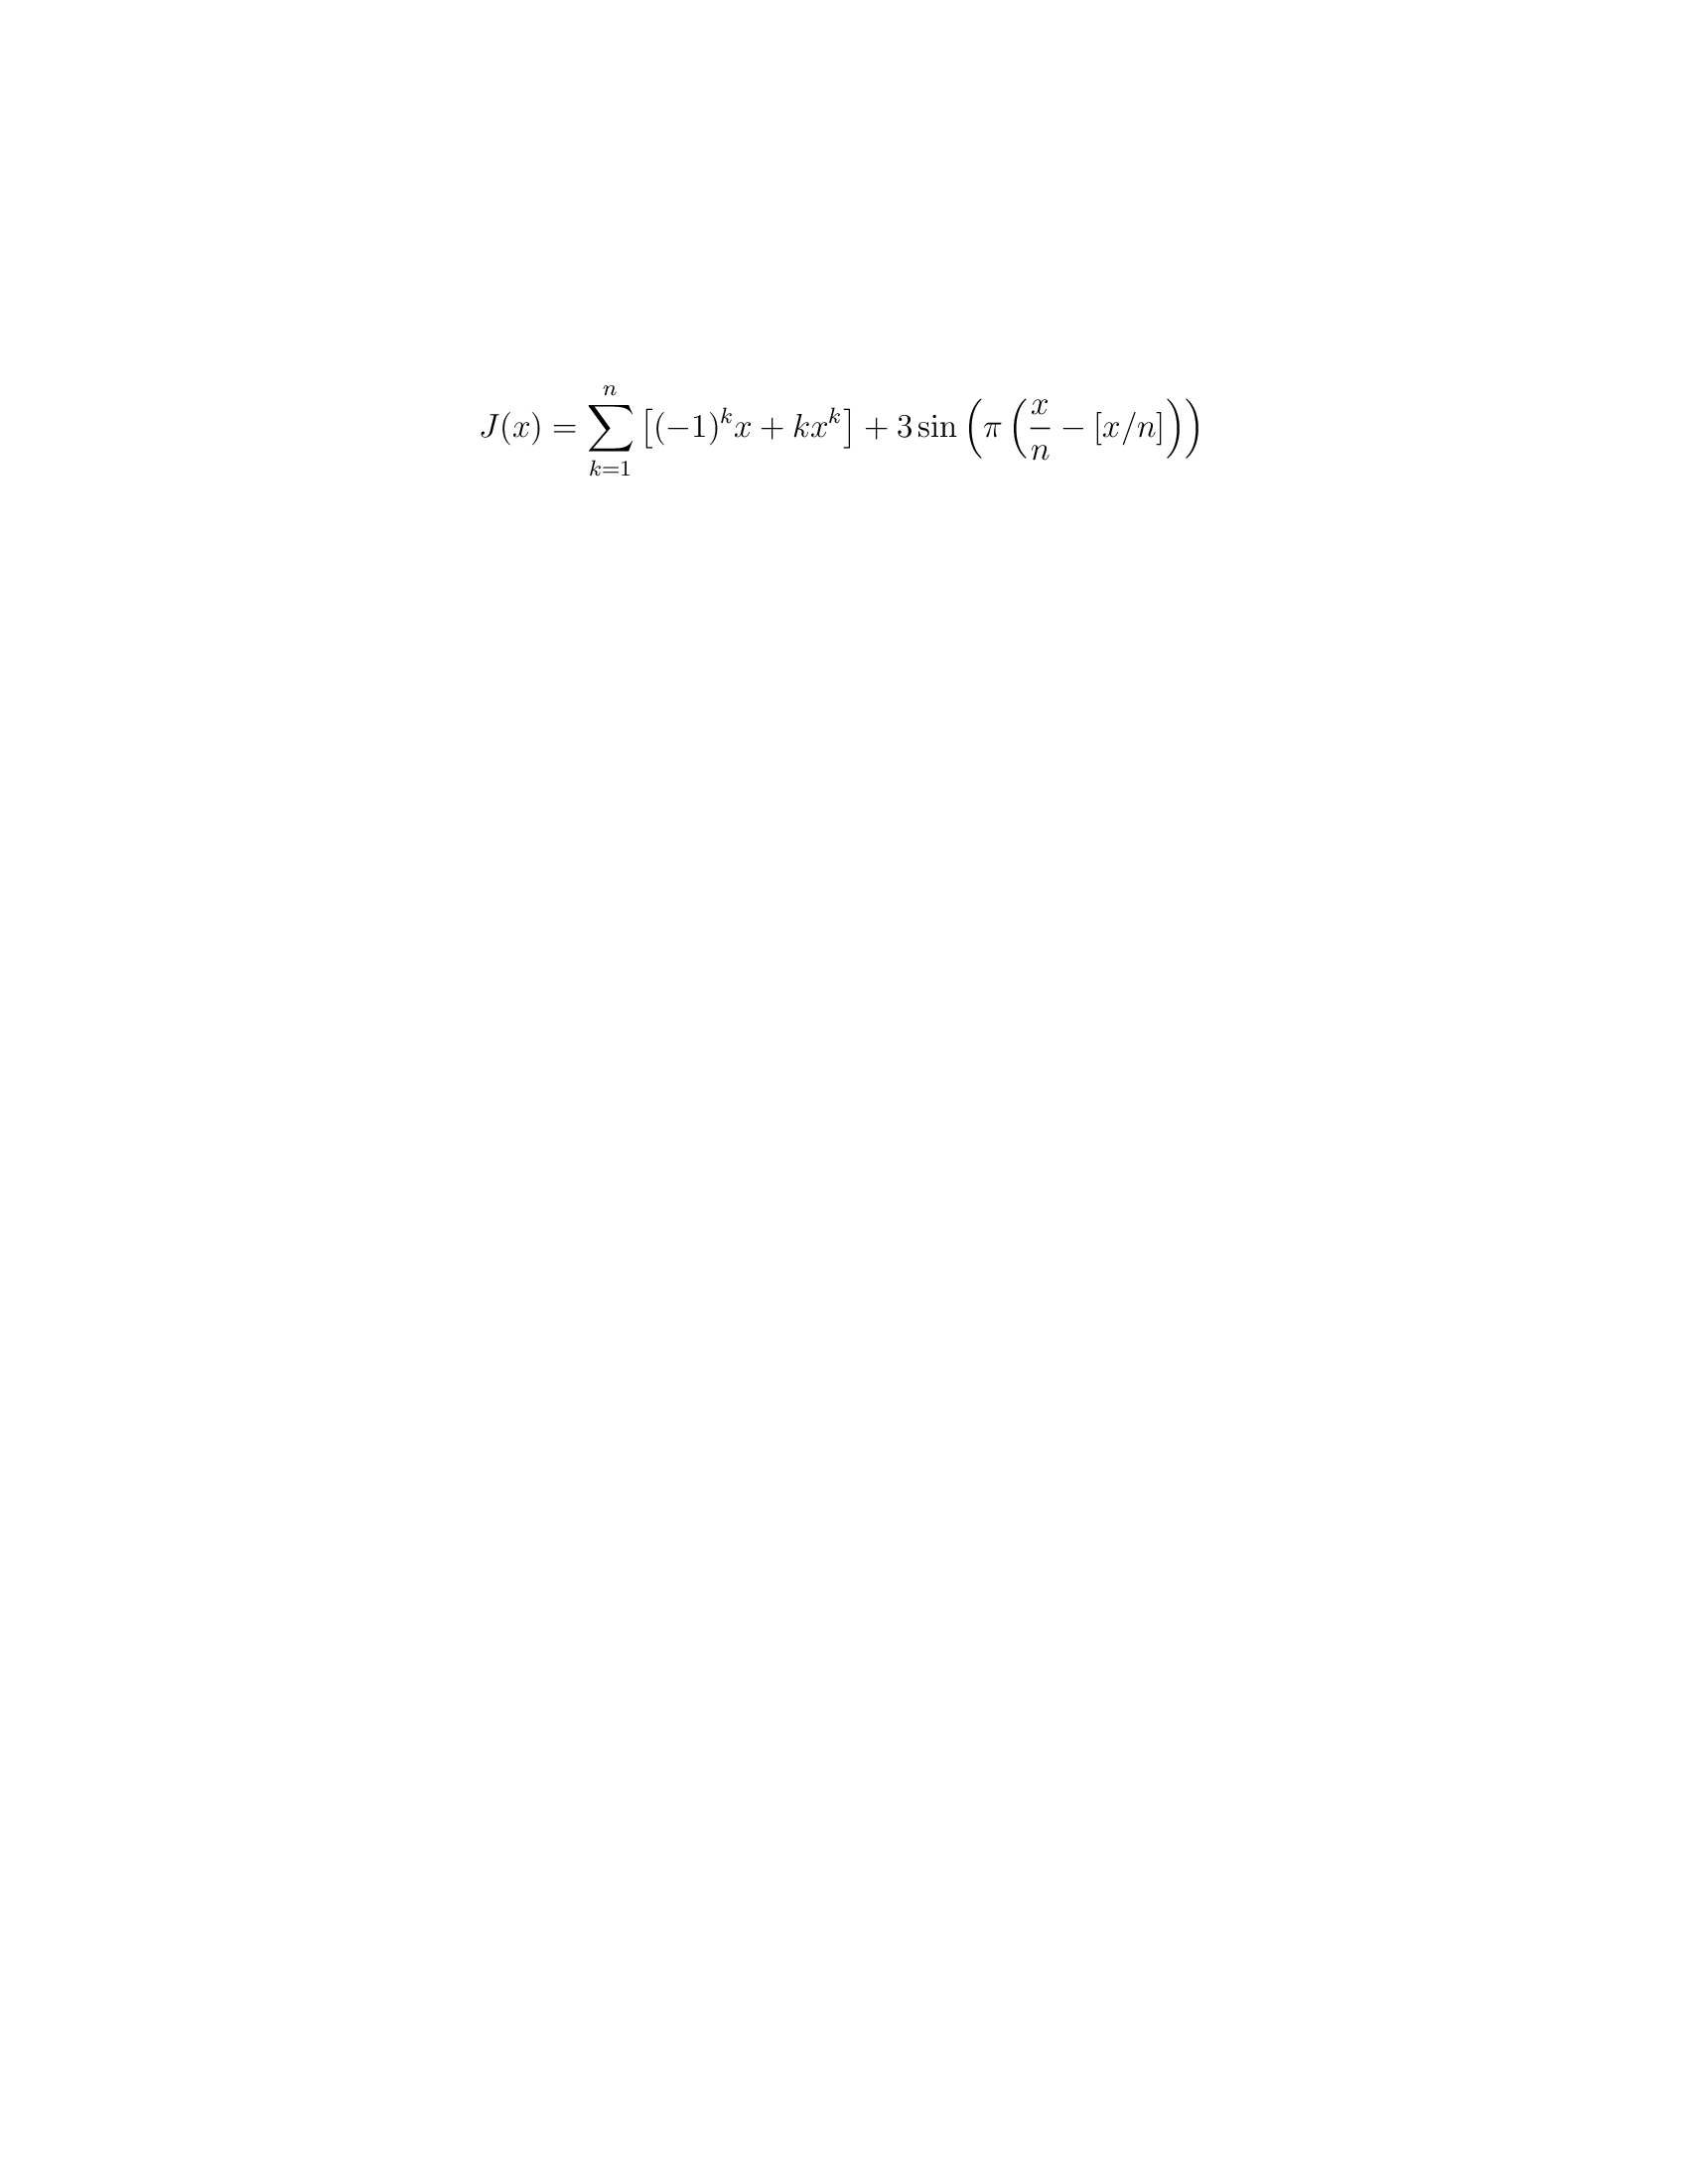 J(x) = \sum_{k=1}^{n} \left[ (-1)^k x + k x^k \right] + 3 \sin \left( \pi \left( \frac{x}{n} - [x/n] \right) \right)